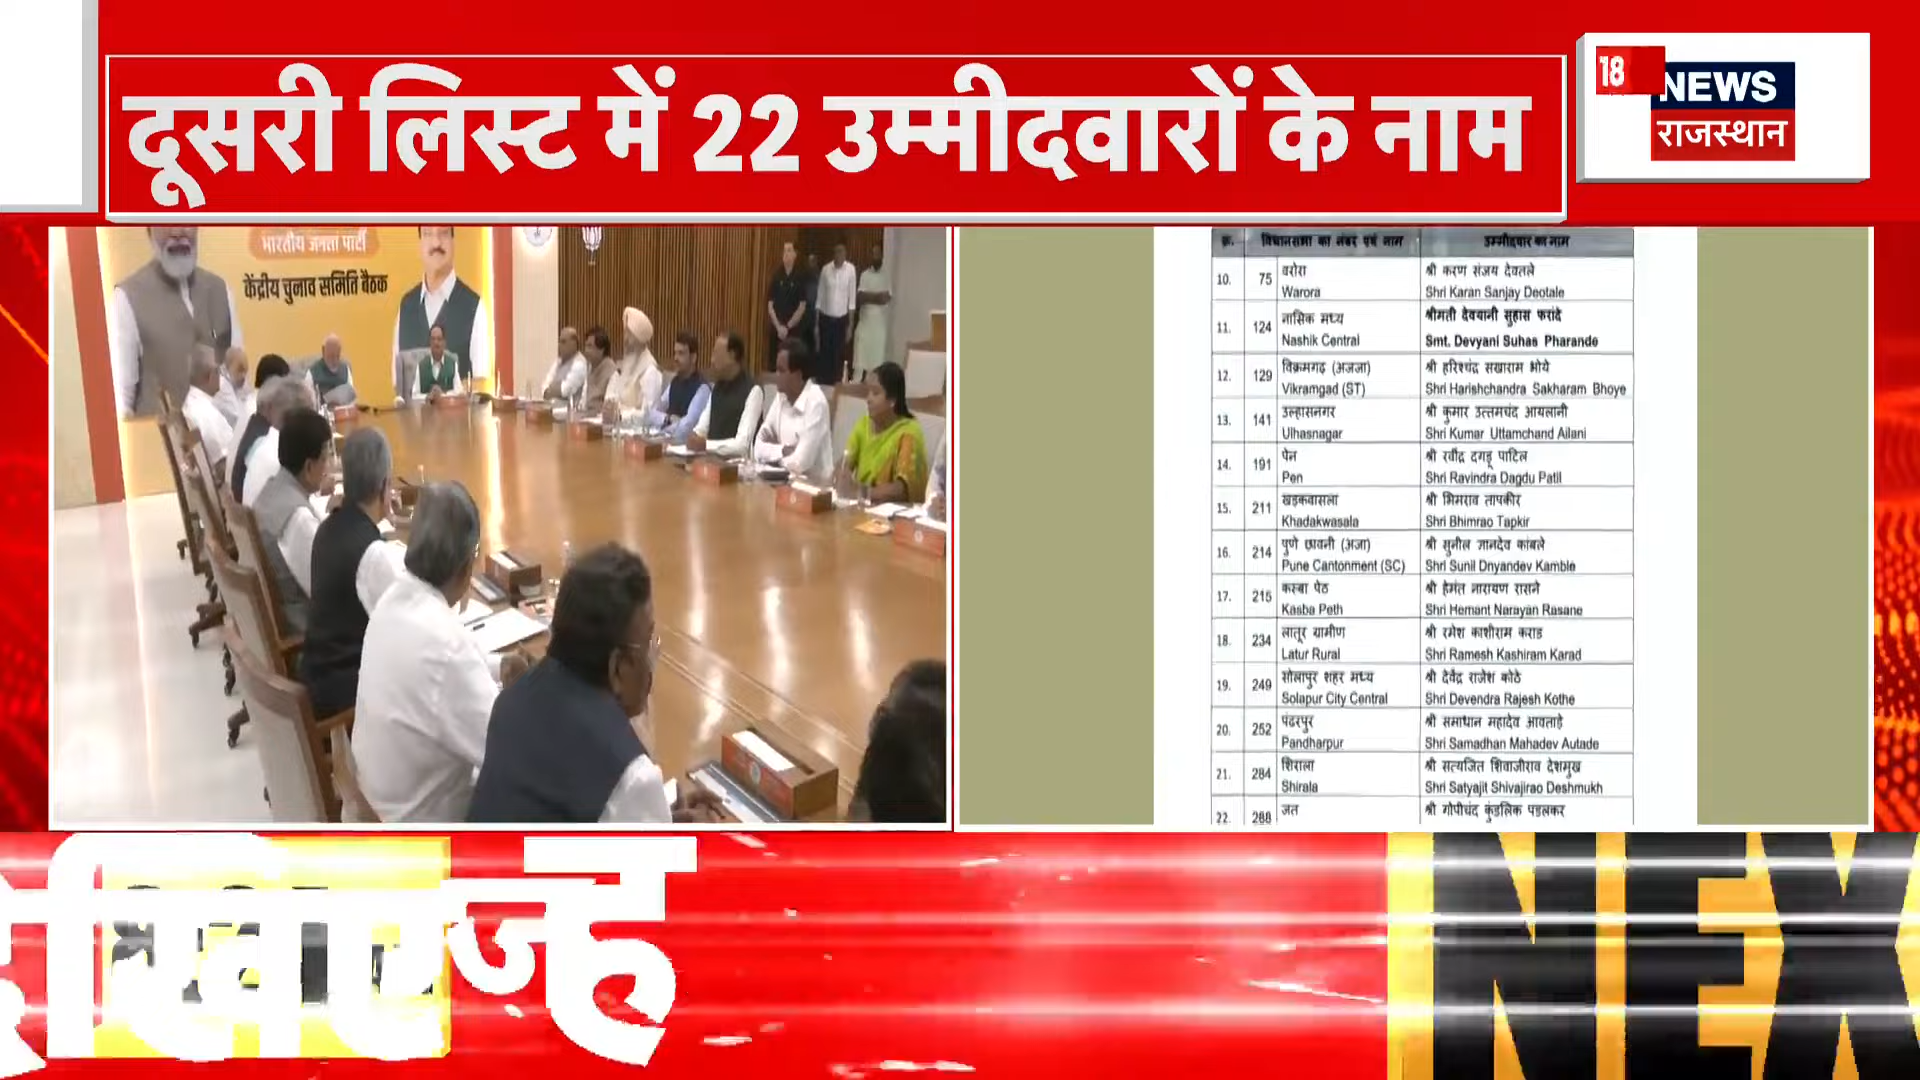 दूसरी लिस्ट में 22 उम्मीदवारों के नाम
18
NEWS
राजस्थान
भारतीय जनता पार्टी
केंद्रीय चुनाव समिति बैठक
क्र. विधानसभा का नंबर एवं नाम उम्मीदवार का नाम
10. 75 वरोरा श्री करण संजय देवतले
Warora Shri Karan Sanjay Deotale
11. 124 नासिक मध्य श्रीमती देवयानी सुहास फरांदे
Nashik Central Smt. Devyani Suhas Pharande
12. 129 विक्रमगढ़ (अजजा) श्री हरिश्चंद्र सखाराम भोये
Vikramgad (ST) Shri Harishchandra Sakharam Bhoye
13. 141 उल्हासनगर श्री कुमार उत्तमचंद आयलानी
Ulhasnagar Shri Kumar Uttamchand Ailani
14. 191 पेन श्री रवींद्र दगडू पाटिल
Pen Shri Ravindra Dagdu Patil
15. 211 खड़कवासला श्री भिमराव तापकीर
Khadakwasala Shri Bhimrao Tapkir
16. 214 पुणे छावनी (अजा) श्री सुनील ज्ञानदेव कांबले
Pune Cantonment (SC) Shri Sunil Dnyandev Kamble
17. 215 कस्बा पेठ श्री हेमंत नारायण रासने
Kasba Peth Shri Hemant Narayan Rasane
18. 234 लातूर ग्रामीण श्री रमेश काशीराम कराड
Latur Rural Shri Ramesh Kashiram Karad
19. 249 सोलापुर शहर मध्य श्री देवेंद्र राजेश कोठे
Solapur City Central Shri Devendra Rajesh Kothe
20. 252 पंढरपुर श्री समाधान महादेव आवताड़े
Pandharpur Shri Samadhan Mahadev Autade
21. 284 शिराला श्री सत्यजित शिवाजीराव देशमुख
Shirala Shri Satyajit Shivajirao Deshmukh
22. 288 जत श्री गोपीचंद कुंडलिक पडलकर
NEX